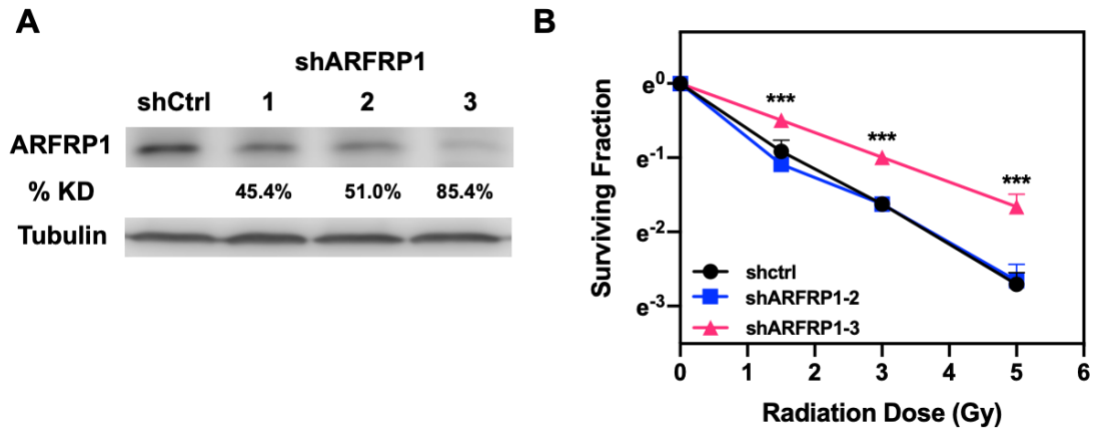 A
shARFRP1
shCtrl 1 2 3
ARFRP1
% KD 45.4% 51.0% 85.4%
Tubulin
B
Surviving Fraction
e0
e-1
e-2
e-3
***
***
***
shctrl
shARFRP1-2
shARFRP1-3
0 1 2 3 4 5 6
Radiation Dose (Gy)